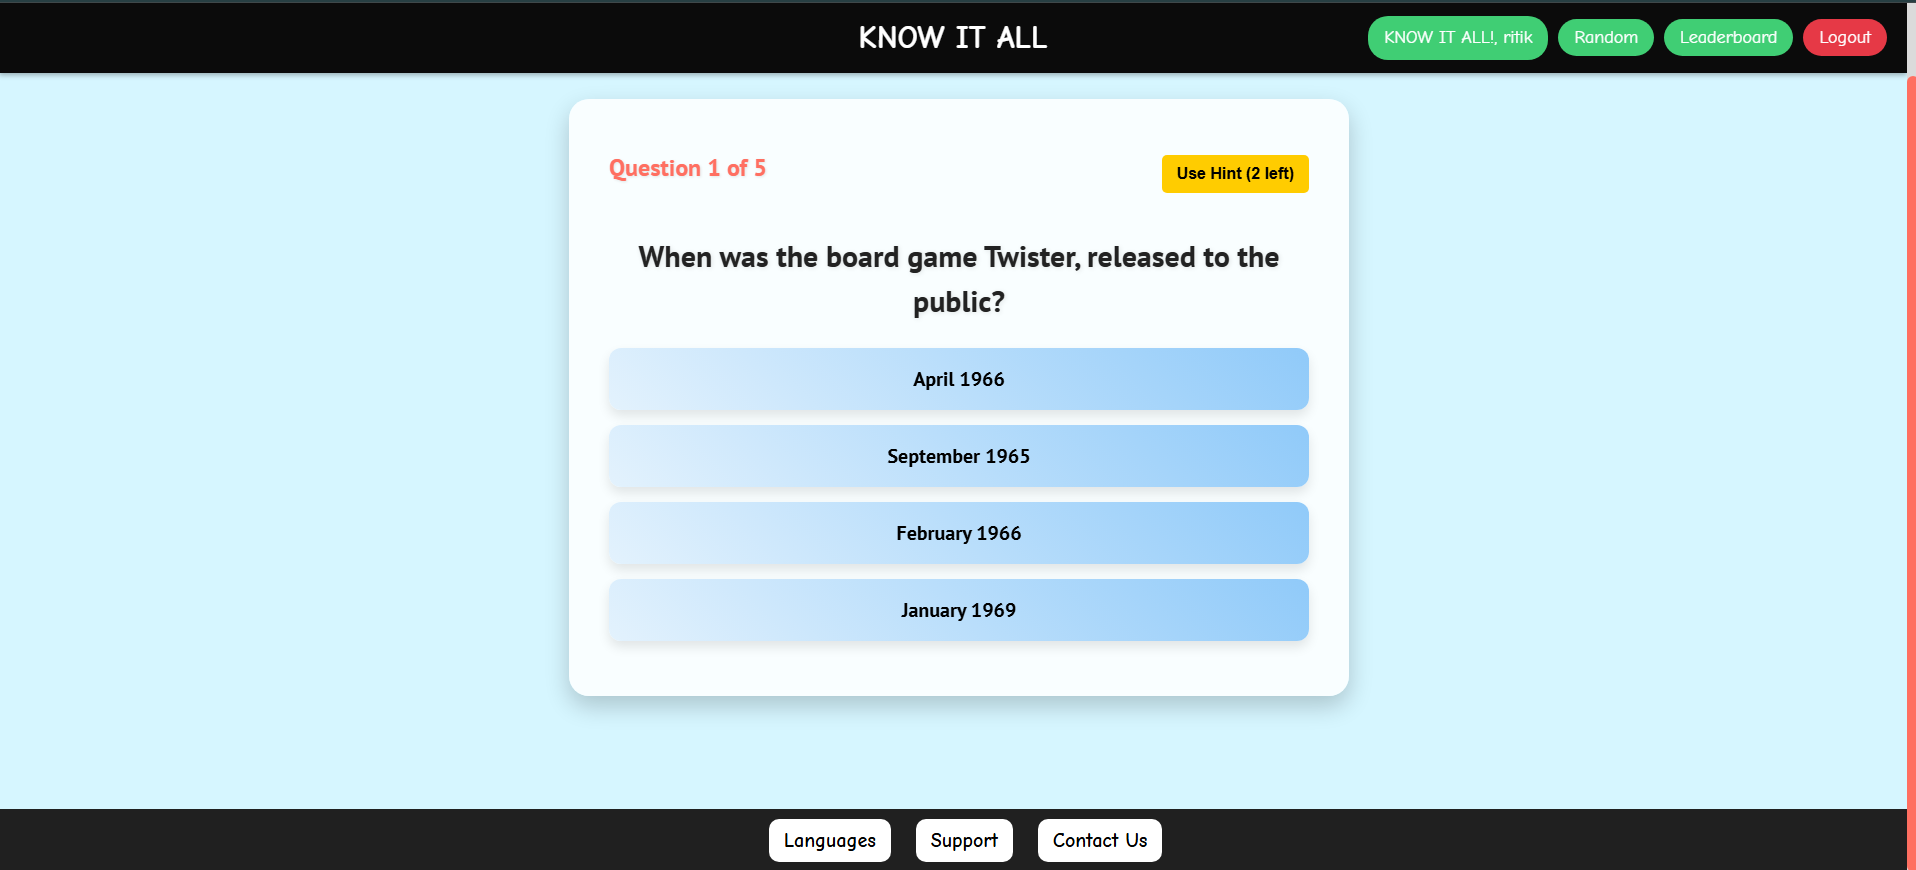 KNOW IT ALL
KNOW IT ALL!, ritik
Random
Leaderboard
Logout
Question 1 of 5
Use Hint (2 left)
When was the board game Twister, released to the
public?
April 1966
September 1965
February 1966
January 1969
Languages
Support
Contact Us